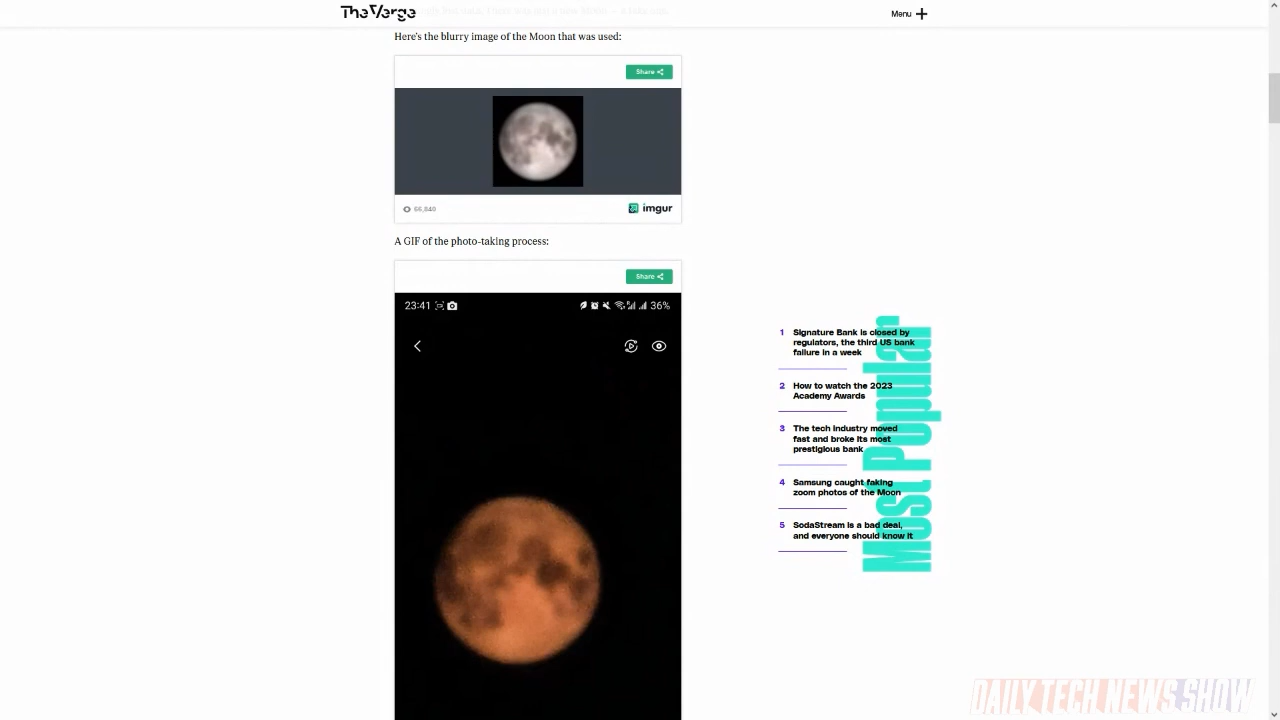 TheVerge
Menu
Here's the blurry image of the Moon that was used:
Share
66,840
imgur
A GIF of the photo-taking process:
Share
23:41
36%
1 Signature Bank is closed by
regulators, the third US bank
failure in a week
2 How to watch the 2023
Academy Awards
3 The tech industry moved
fast and broke its most
prestigious bank
4 Samsung caught faking
zoom photos of the Moon
5 SodaStream is a bad deal,
and everyone should know it
Most Popular
DAILY TECH NEWS SHOW